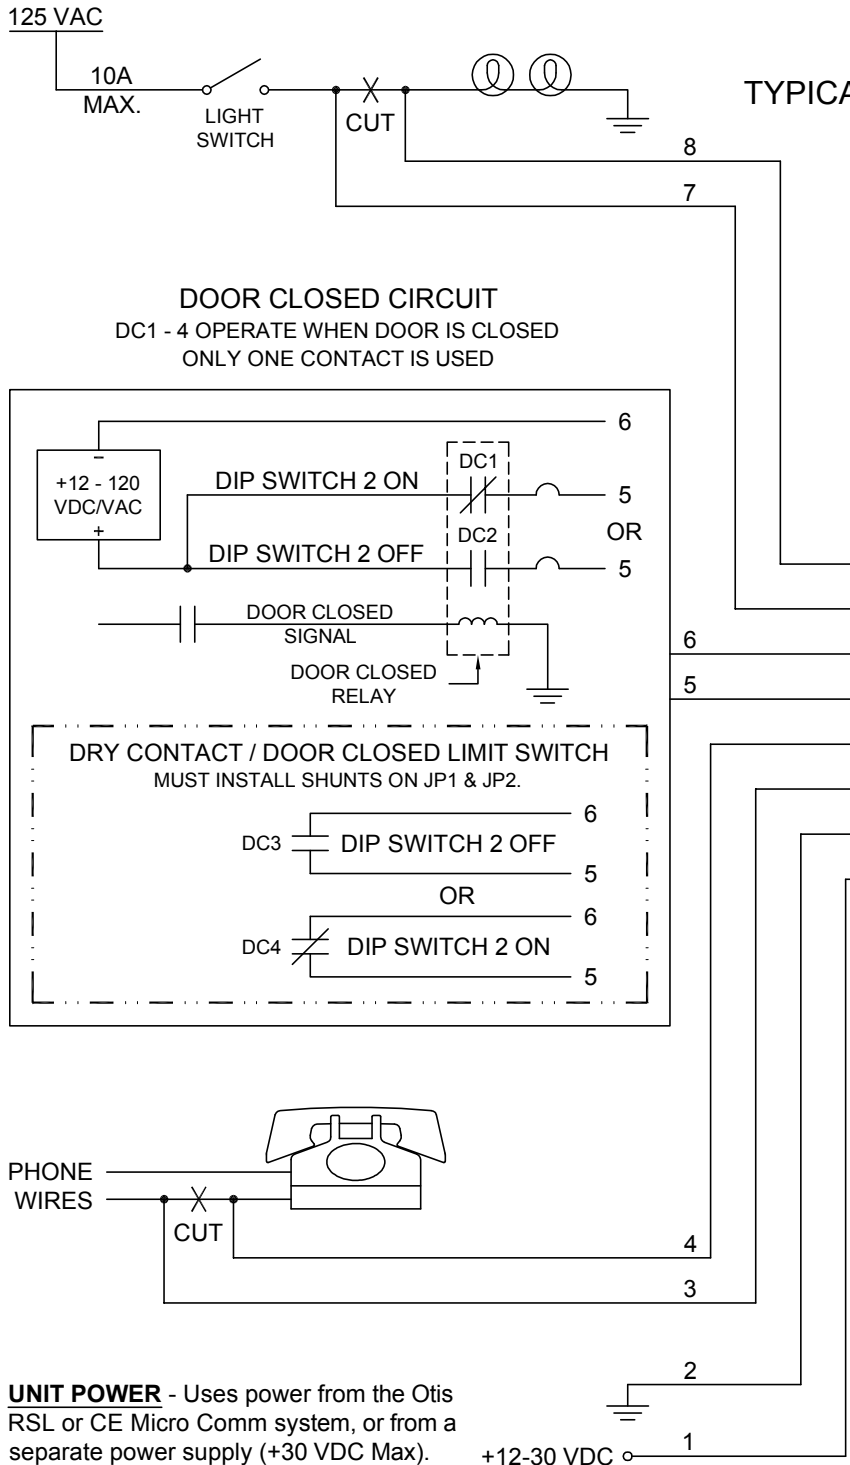 125 VAC
10A
MAX.
LIGHT
SWITCH
CUT
TYPICA
8
7
DOOR CLOSED CIRCUIT
DC1 - 4 OPERATE WHEN DOOR IS CLOSED
ONLY ONE CONTACT IS USED
6
-
+12 - 120
VDC/VAC
+
DIP SWITCH 2 ON
DC1
5
OR
DIP SWITCH 2 OFF
DC2
5
DOOR CLOSED
SIGNAL
DOOR CLOSED
RELAY
6
5
DRY CONTACT / DOOR CLOSED LIMIT SWITCH
MUST INSTALL SHUNTS ON JP1 & JP2.
6
DC3
DIP SWITCH 2 OFF
5
OR
6
DC4
DIP SWITCH 2 ON
5
PHONE
WIRES
CUT
4
3
2
UNIT POWER - Uses power from the Otis
RSL or CE Micro Comm system, or from a
separate power supply (+30 VDC Max).
+12-30 VDC
1